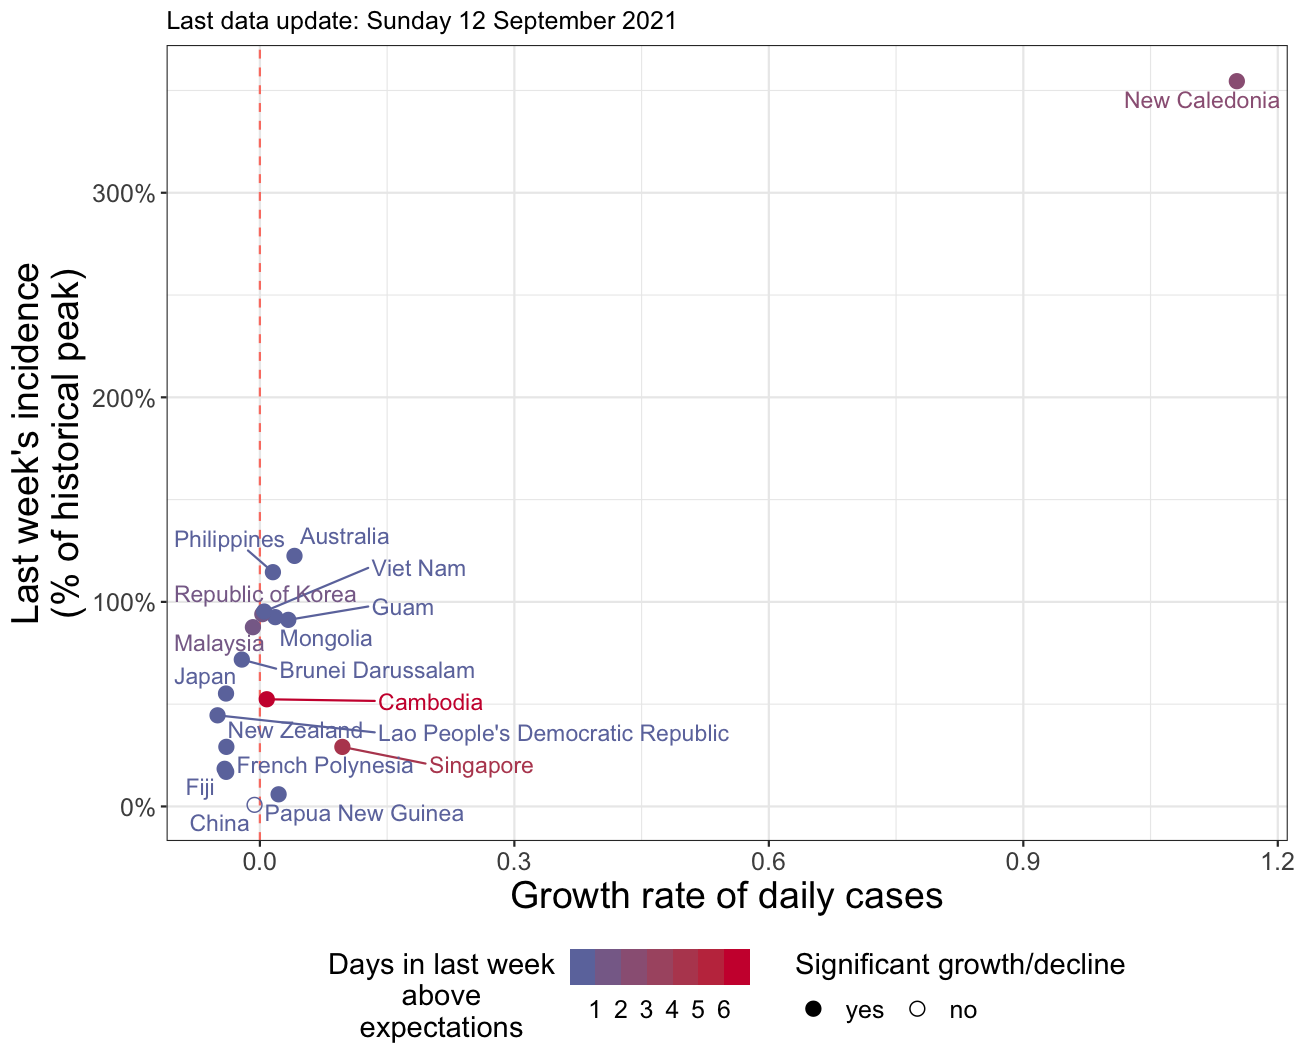 Last data update: Sunday 12 September 2021
New Caledonia
300%
200%
100%
0%
Last week's incidence
(% of historical peak)
Philippines
Australia
Viet Nam
Republic of Korea
Guam
Mongolia
Malaysia
Brunei Darussalam
Japan
Cambodia
New Zealand
Lao People's Democratic Republic
French Polynesia
Singapore
Fiji
Papua New Guinea
China
0.0 0.3 0.6 0.9 1.2
Growth rate of daily cases
Days in last week
above
expectations
1 2 3 4 5 6
Significant growth/decline
yes no